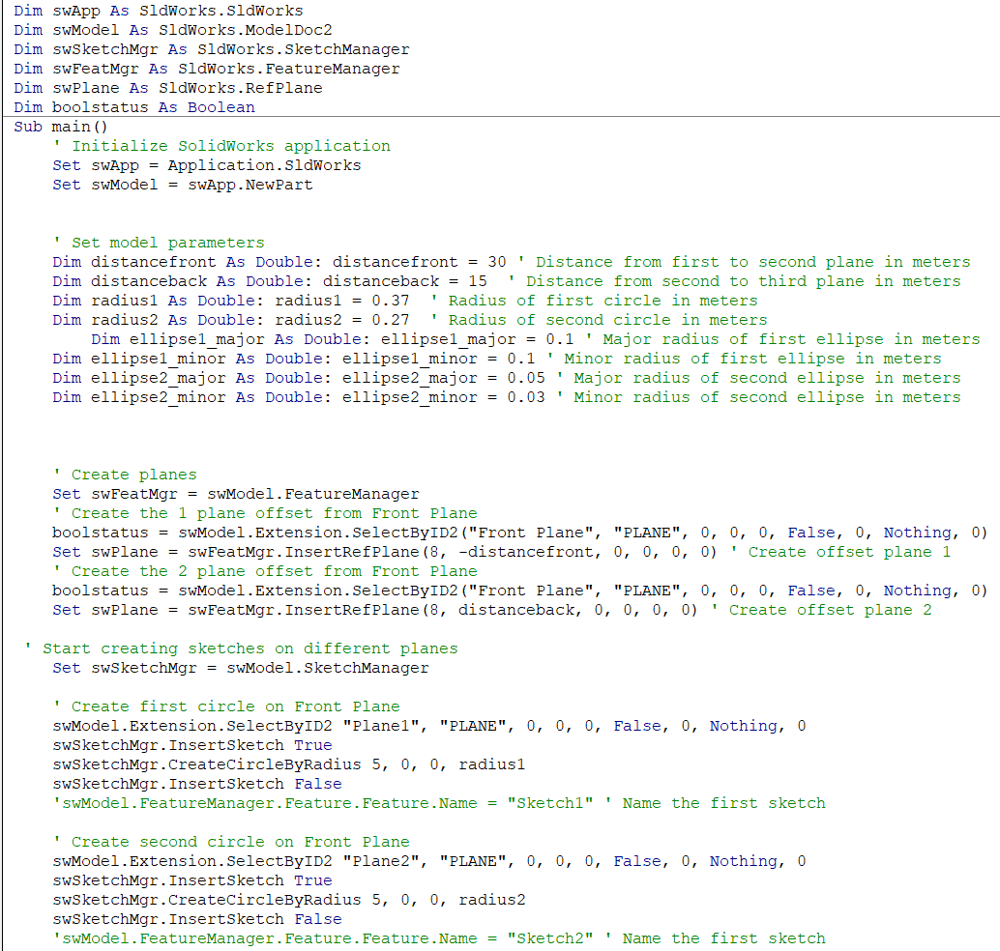 Dim swApp As SldWorks.SldWorks
Dim swModel As SldWorks.ModelDoc2
Dim swSketchMgr As SldWorks.SketchManager
Dim swFeatMgr As SldWorks.FeatureManager
Dim swPlane As SldWorks.RefPlane
Dim boolstatus As Boolean
Sub main()
    ' Initialize SolidWorks application
    Set swApp = Application.SldWorks
    Set swModel = swApp.NewPart
    ' Set model parameters
    Dim distancefront As Double: distancefront = 30 ' Distance from first to second plane in meters
    Dim distanceback As Double: distanceback = 15  ' Distance from second to third plane in meters
    Dim radius1 As Double: radius1 = 0.37  ' Radius of first circle in meters
    Dim radius2 As Double: radius2 = 0.27  ' Radius of second circle in meters
        Dim ellipse1_major As Double: ellipse1_major = 0.1 ' Major radius of first ellipse in meters
    Dim ellipse1_minor As Double: ellipse1_minor = 0.1 ' Minor radius of first ellipse in meters
    Dim ellipse2_major As Double: ellipse2_major = 0.05 ' Major radius of second ellipse in meters
    Dim ellipse2_minor As Double: ellipse2_minor = 0.03 ' Minor radius of second ellipse in meters
    ' Create planes
    Set swFeatMgr = swModel.FeatureManager
    ' Create the 1 plane offset from Front Plane
    boolstatus = swModel.Extension.SelectByID2("Front Plane", "PLANE", 0, 0, 0, False, 0, Nothing, 0)
    Set swPlane = swFeatMgr.InsertRefPlane(8, -distancefront, 0, 0, 0, 0) ' Create offset plane 1
    ' Create the 2 plane offset from Front Plane
    boolstatus = swModel.Extension.SelectByID2("Front Plane", "PLANE", 0, 0, 0, False, 0, Nothing, 0)
    Set swPlane = swFeatMgr.InsertRefPlane(8, distanceback, 0, 0, 0, 0) ' Create offset plane 2
 ' Start creating sketches on different planes
    Set swSketchMgr = swModel.SketchManager
    ' Create first circle on Front Plane
    swModel.Extension.SelectByID2 "Plane1", "PLANE", 0, 0, 0, False, 0, Nothing, 0
    swSketchMgr.InsertSketch True
    swSketchMgr.CreateCircleByRadius 5, 0, 0, radius1
    swSketchMgr.InsertSketch False
    'swModel.FeatureManager.Feature.Feature.Name = "Sketch1" ' Name the first sketch
    ' Create second circle on Front Plane
    swModel.Extension.SelectByID2 "Plane2", "PLANE", 0, 0, 0, False, 0, Nothing, 0
    swSketchMgr.InsertSketch True
    swSketchMgr.CreateCircleByRadius 5, 0, 0, radius2
    swSketchMgr.InsertSketch False
    'swModel.FeatureManager.Feature.Feature.Name = "Sketch2" ' Name the first sketch